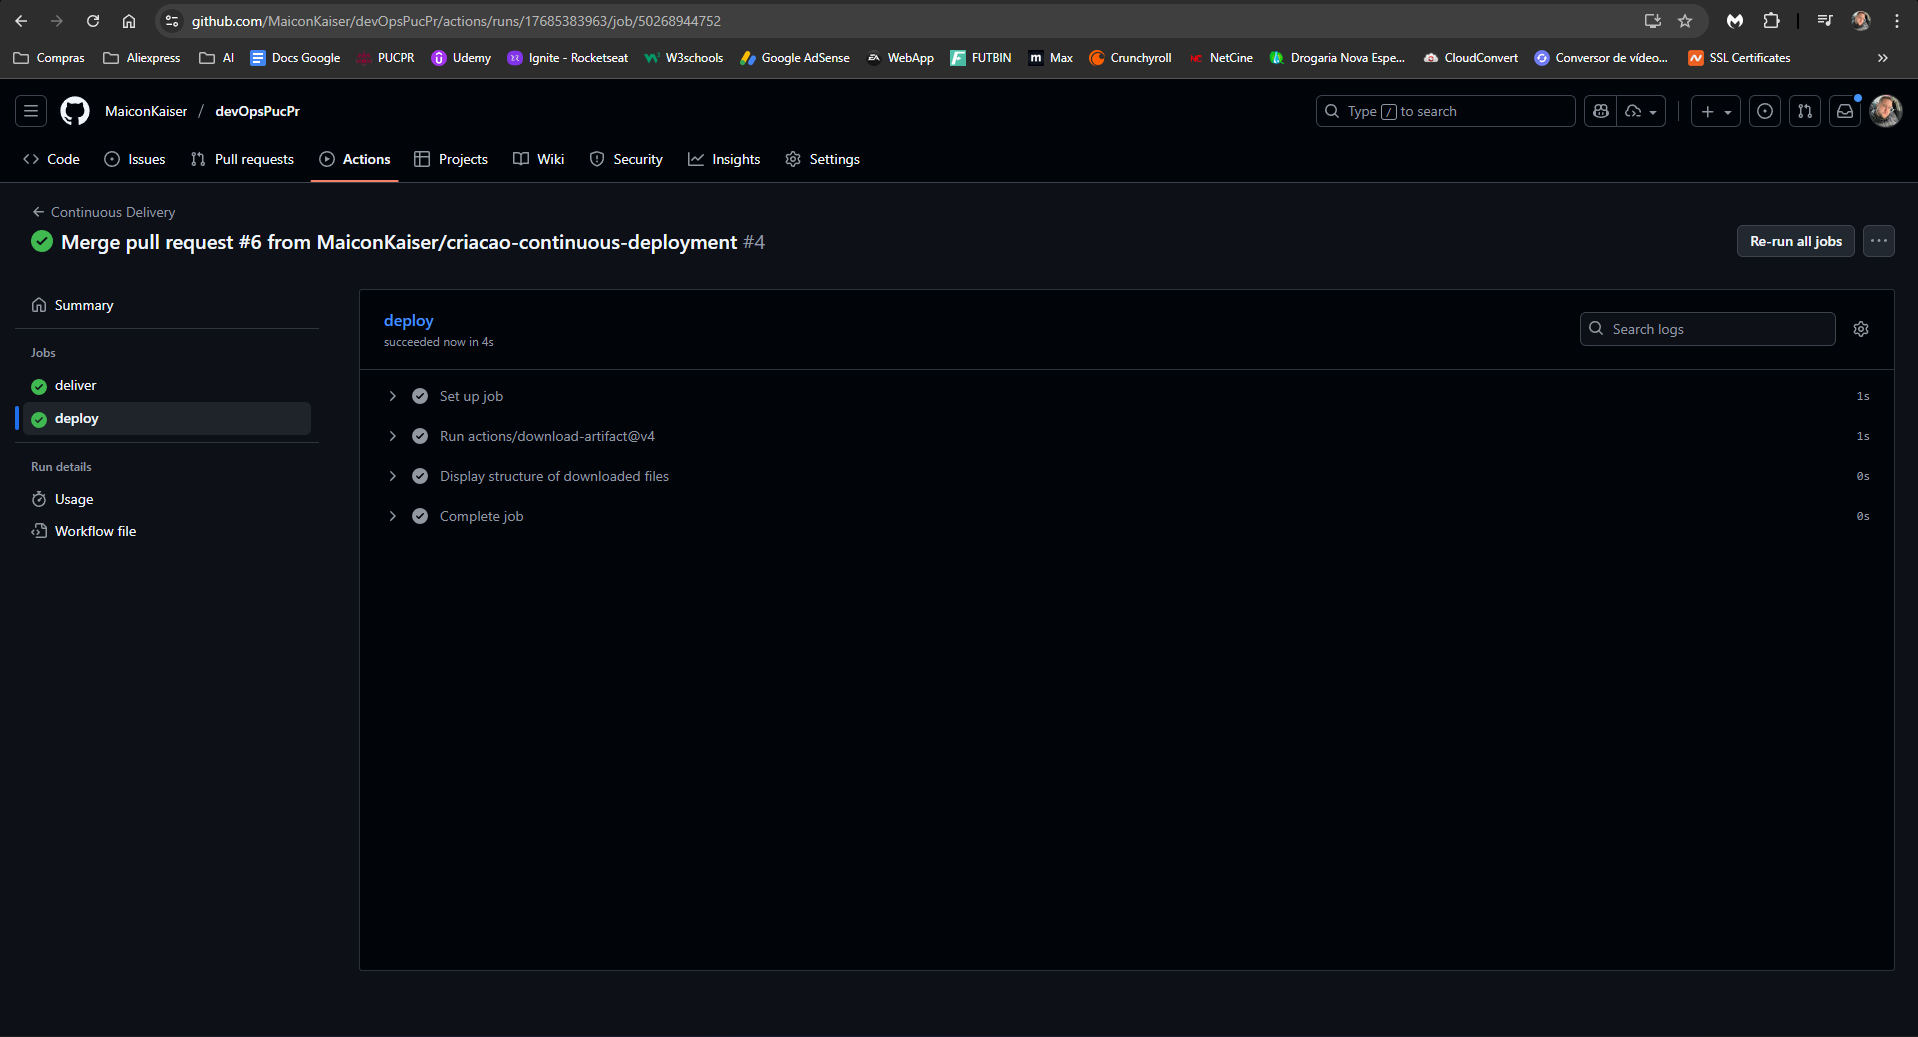 github.com/MaiconKaiser/devOpsPucPr/actions/runs/17685383963/job/50268944752
Compras Aliexpress AI Docs Google PUCPR Udemy Ignite - Rocketseat W3schools Google AdSense WebApp FUTBIN Max Crunchyroll NetCine Drogaria Nova Espe... CloudConvert Conversor de vídeo... SSL Certificates
MaiconKaiser / devOpsPucPr Type / to search
Code Issues Pull requests Actions Projects Wiki Security Insights Settings
Continuous Delivery
Merge pull request #6 from MaiconKaiser/criacao-continuous-deployment #4
Re-run all jobs
Summary
Jobs
deliver
deploy
Run details
Usage
Workflow file
deploy
succeeded now in 4s
Search logs
Set up job 1s
Run actions/download-artifact@v4 1s
Display structure of downloaded files 0s
Complete job 0s